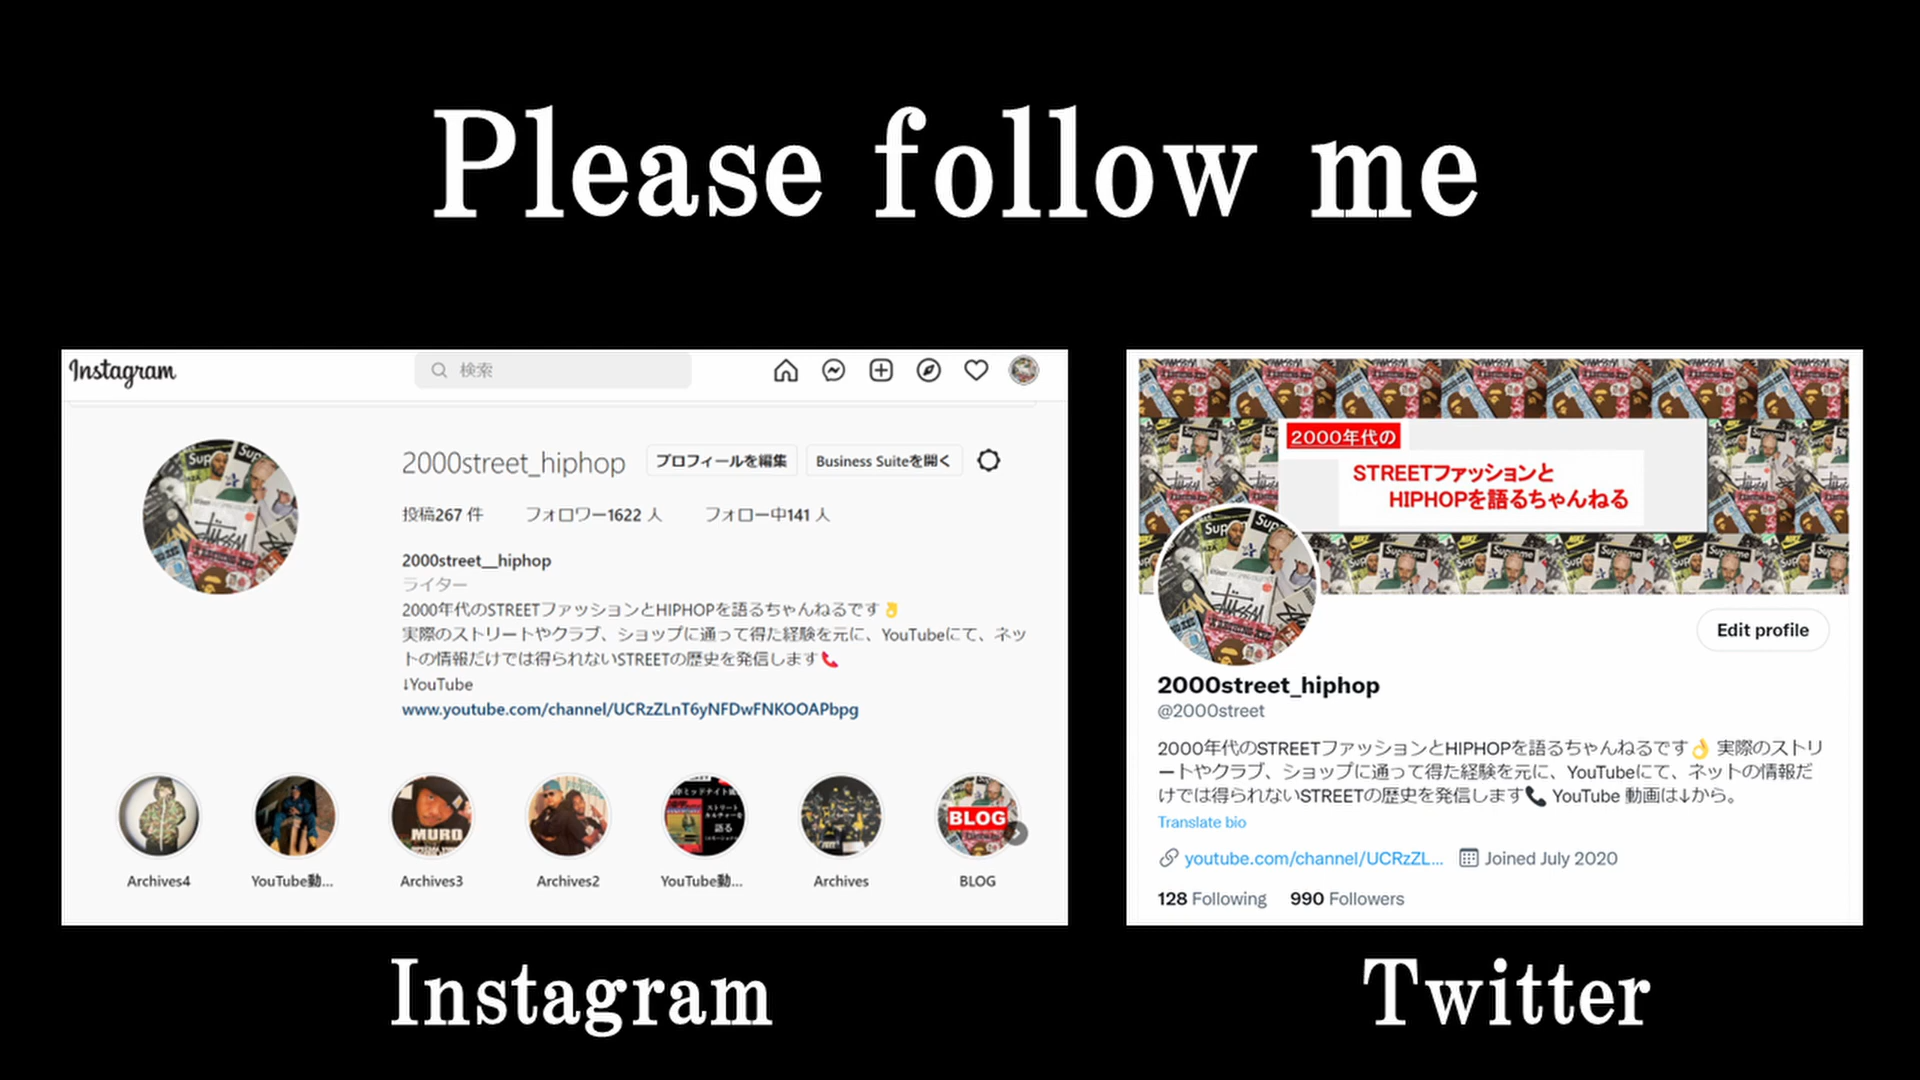 Please follow me
Instagram
検索
2000street_hiphop
プロフィールを編集
Business Suiteを開く
投稿267 件
フォロワー1622 人
フォロー中141 人
2000street__hiphop
ライター
2000年代のSTREETファッションとHIPHOPを語るちゃんねるです👌
実際のストリートやクラブ、ショップに通って得た経験を元に、YouTubeにて、ネッ
トの情報だけでは得られないSTREETの歴史を発信します📞
↓YouTube
www.youtube.com/channel/UCRzZLnT6yNFDwFNKOOAPbpg
MURO
BLOG
Archives4
YouTube動...
Archives3
Archives2
YouTube動...
Archives
BLOG
2000年代の
STREETファッションと
HIPHOPを語るちゃんねる
Edit profile
2000street_hiphop
@2000street
2000年代のSTREETファッションとHIPHOPを語るちゃんねるです👌 実際のストリ
ートやクラブ、ショップに通って得た経験を元に、YouTubeにて、ネットの情報だ
けでは得られないSTREETの歴史を発信します📞 YouTube 動画は↓から。
Translate bio
youtube.com/channel/UCRzZL...
Joined July 2020
128 Following
990 Followers
Instagram
Twitter